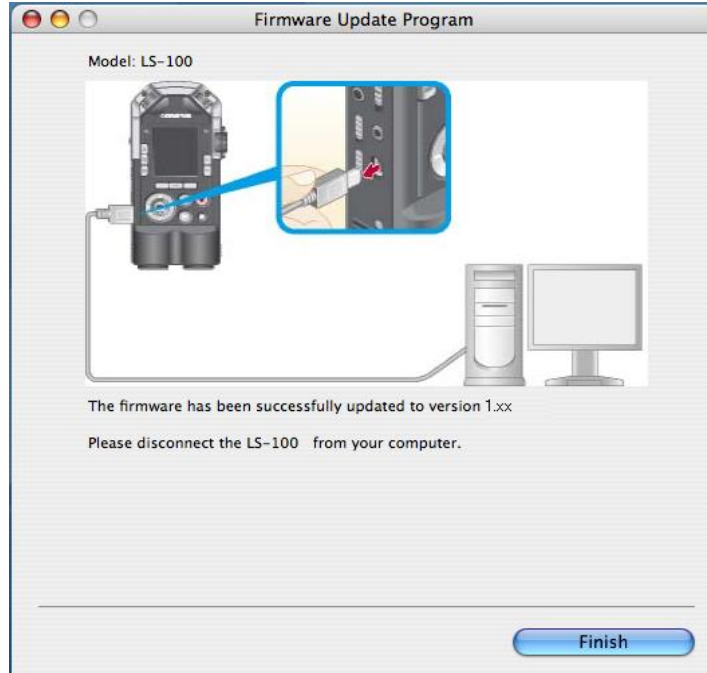 Firmware Update Program
Model: LS-100
OLYMPUS
The firmware has been successfully updated to version 1.xx
Please disconnect the LS-100 from your computer.
Finish